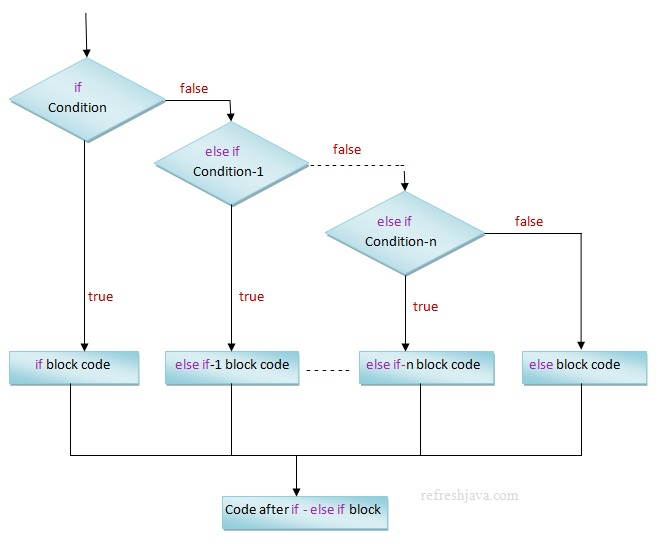 if
Condition
false
else if
Condition-1
false
else if
Condition-n
false
true
true
true
if block code
else if-1 block code
else if-n block code
else block code
Code after if - else if block
refreshjava.com